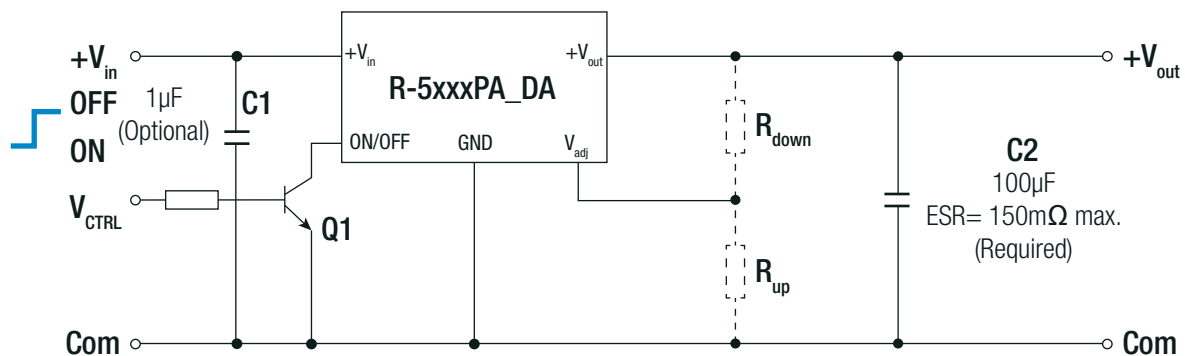 +Vin
OFF
ON
1µF
(Optional)
C1
VCTRL
Q1
+Vin
+Vout
R-5xxxPA_DA
ON/OFF
GND
Vadj
Rdown
Rup
+Vout
C2
100µF
ESR= 150mΩ max.
(Required)
Com
Com